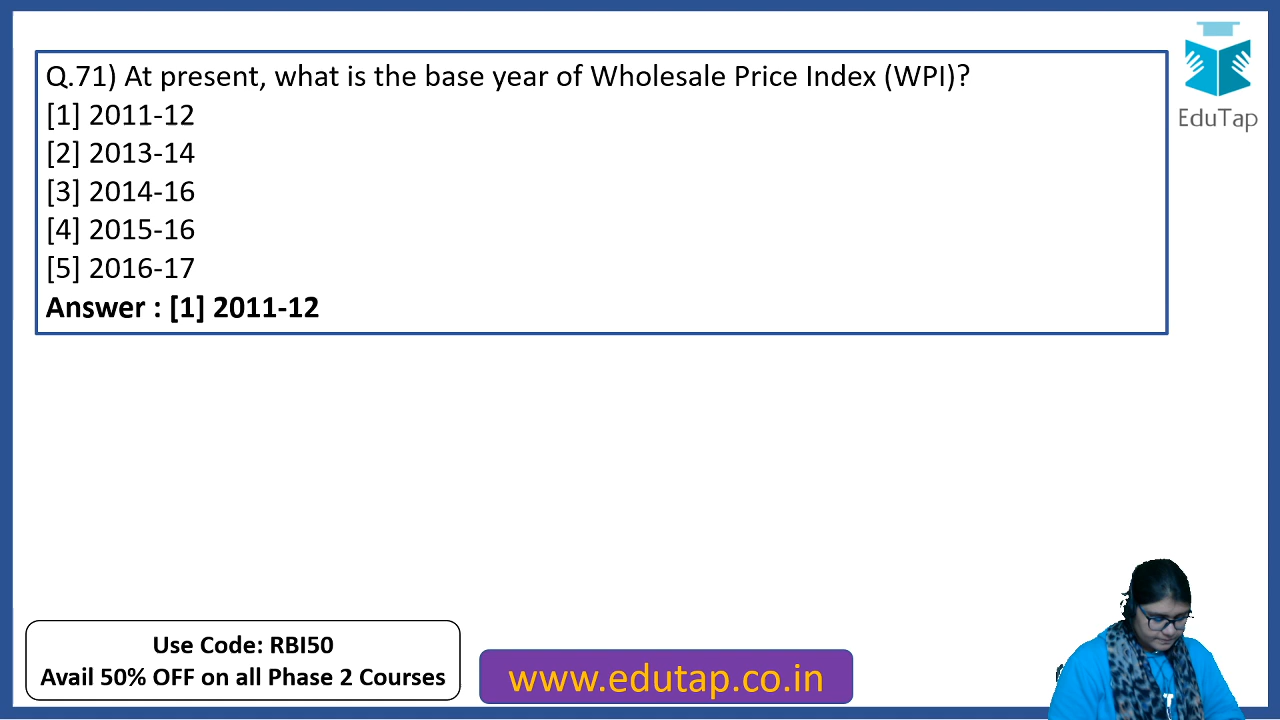 Q.71) At present, what is the base year of Wholesale Price Index (WPI)?
[1] 2011-12
[2] 2013-14
[3] 2014-16
[4] 2015-16
[5] 2016-17
Answer : [1] 2011-12
EduTap
Use Code: RBI50
Avail 50% OFF on all Phase 2 Courses
www.edutap.co.in